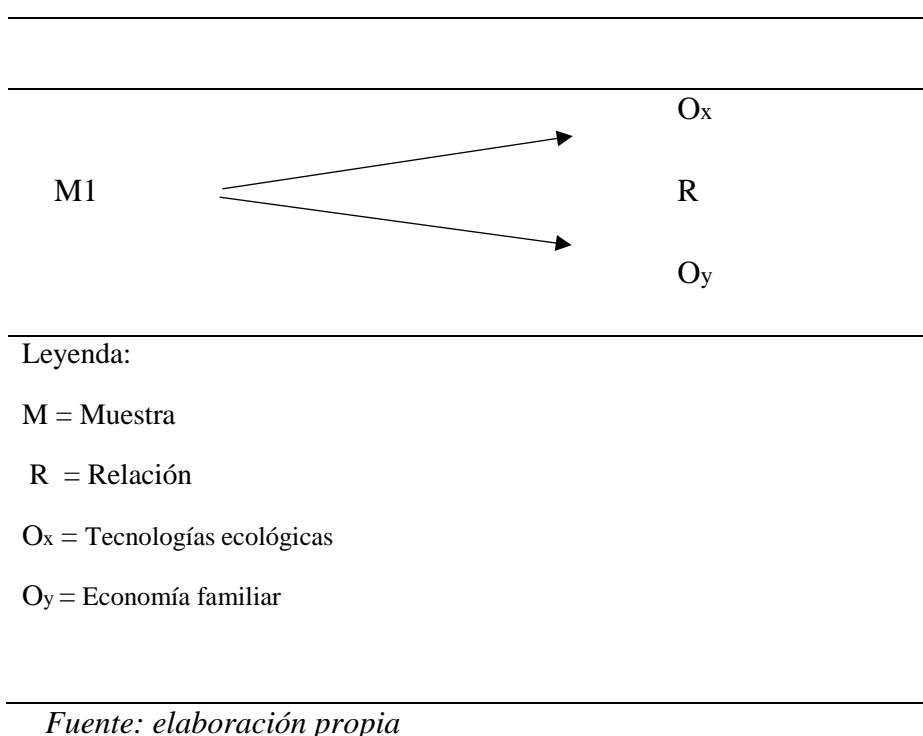 Ox
M1 R
Oy
Leyenda:
M = Muestra
R = Relación
Ox = Tecnologías ecológicas
Oy = Economía familiar
Fuente: elaboración propia